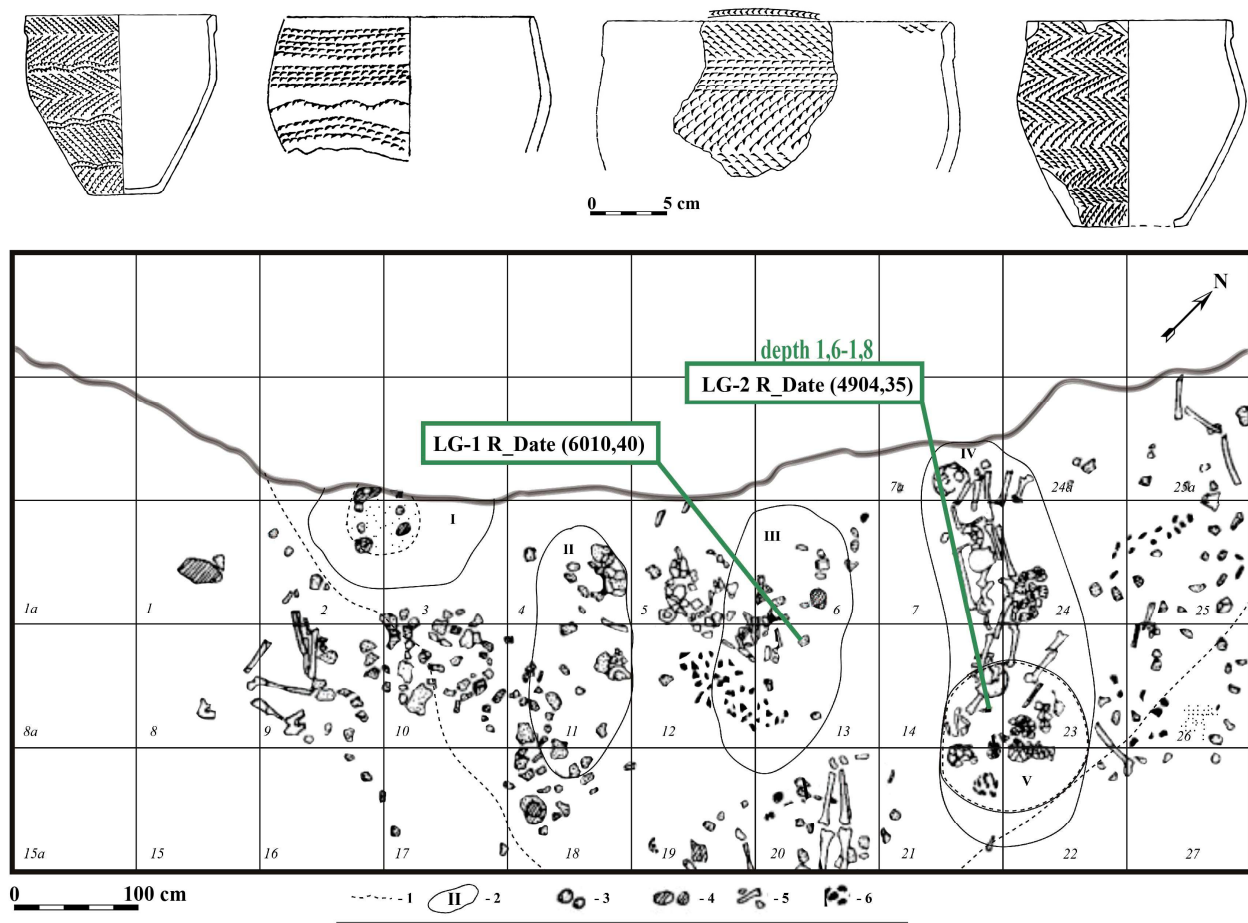 0 5 cm
N
depth 1,6-1,8
LG-2 R_Date (4904,35)
LG-1 R_Date (6010,40)
IV
7a 24a 25a
I
II III
1a 1 2 3 4 5 6 7 24 25
8a 8 9 9 10 11 12 13 14 23 26
V
15a 15 16 17 18 19 20 21 22 27
0 100 cm
- 1 II - 2 - 3 - 4 - 5 - 6